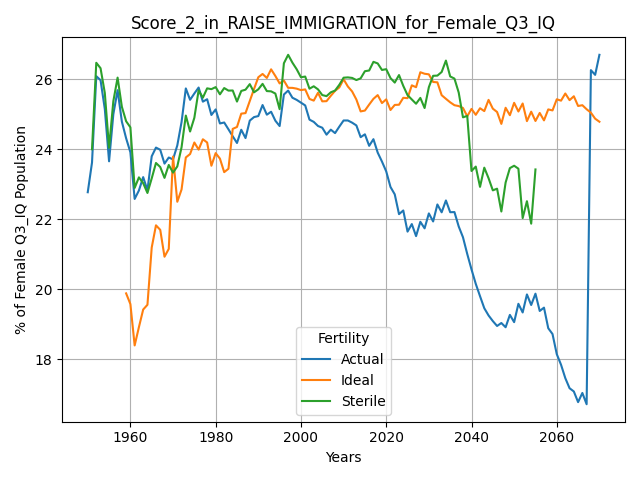 Score_2_in_RAISE_IMMIGRATION_for_Female_Q3_IQ
% of Female Q3_IQ Population
26
24
22
20
18
Fertility
Actual
Ideal
Sterile
1960
1980
2000
2020
2040
2060
Years